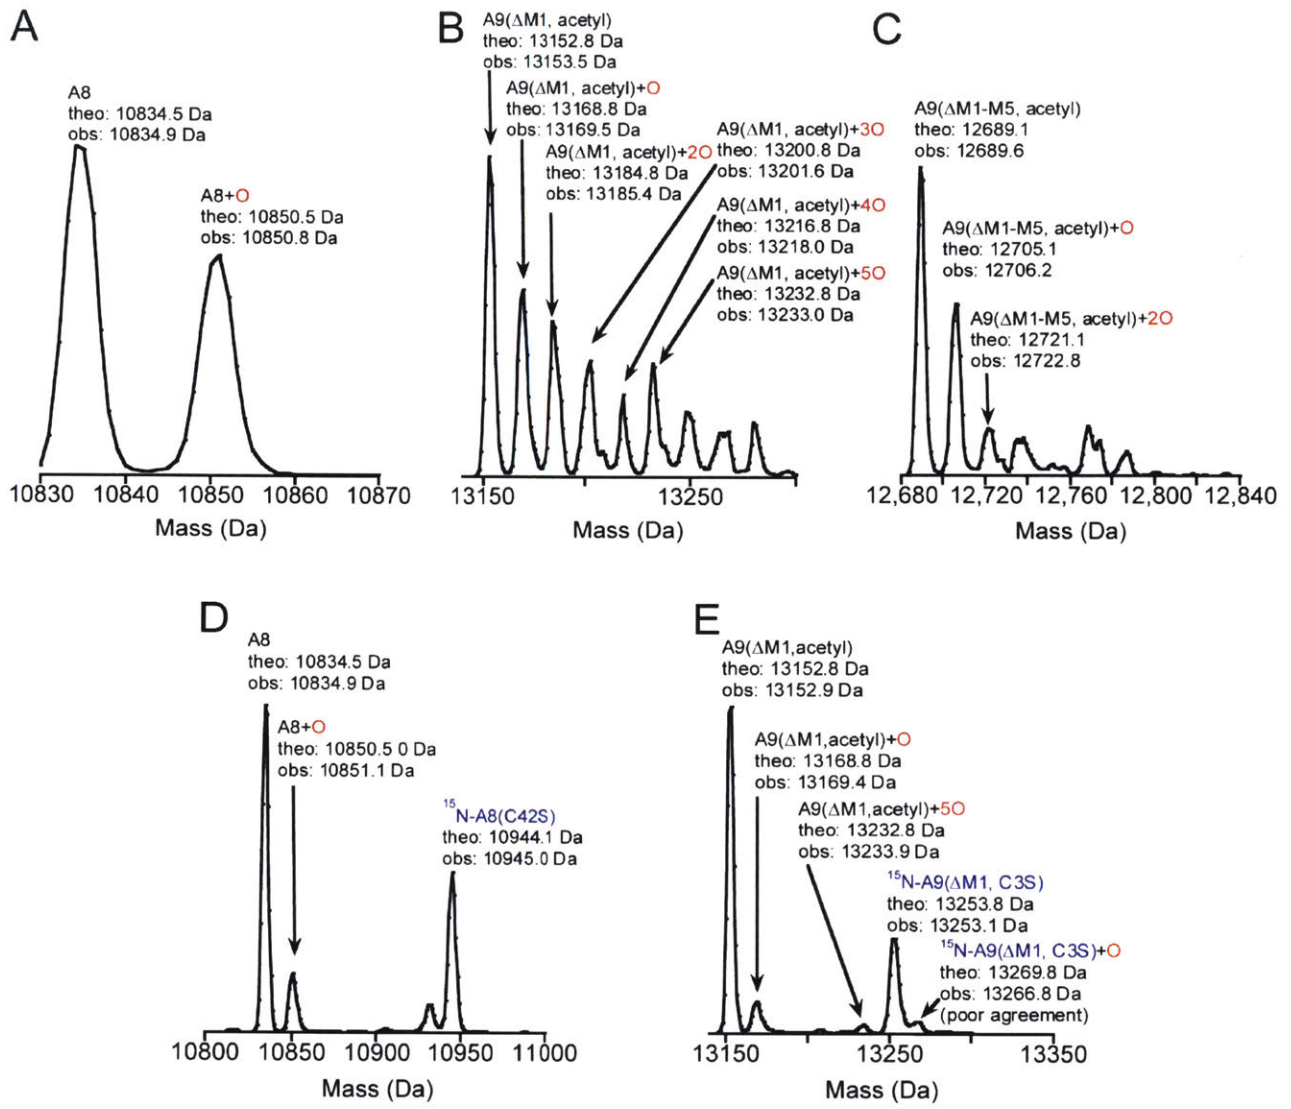 A
A8
theo: 10834.5 Da
obs: 10834.9 Da
A8+O
theo: 10850.5 Da
obs: 10850.8 Da
10830 10840 10850 10860 10870
Mass (Da)
B
A9(ΔM1, acetyl)
theo: 13152.8 Da
obs: 13153.5 Da
A9(ΔM1, acetyl)+O
theo: 13168.8 Da
obs: 13169.5 Da
A9(ΔM1, acetyl)+2O
theo: 13184.8 Da
obs: 13185.4 Da
A9(ΔM1, acetyl)+3O
theo: 13200.8 Da
obs: 13201.6 Da
A9(ΔM1, acetyl)+4O
theo: 13216.8 Da
obs: 13218.0 Da
A9(ΔM1, acetyl)+5O
theo: 13232.8 Da
obs: 13233.0 Da
13150 13250
Mass (Da)
C
A9(ΔM1-M5, acetyl)
theo: 12689.1
obs: 12689.6
A9(ΔM1-M5, acetyl)+O
theo: 12705.1
obs: 12706.2
A9(ΔM1-M5, acetyl)+2O
theo: 12721.1
obs: 12722.8
12,680 12,720 12,760 12,800 12,840
Mass (Da)
D
A8
theo: 10834.5 Da
obs: 10834.9 Da
A8+O
theo: 10850.5 0 Da
obs: 10851.1 Da
¹⁵N-A8(C42S)
theo: 10944.1 Da
obs: 10945.0 Da
10800 10850 10900 10950 11000
Mass (Da)
E
A9(ΔM1,acetyl)
theo: 13152.8 Da
obs: 13152.9 Da
A9(ΔM1,acetyl)+O
theo: 13168.8 Da
obs: 13169.4 Da
A9(ΔM1,acetyl)+5O
theo: 13232.8 Da
obs: 13233.9 Da
¹⁵N-A9(ΔM1, C3S)
theo: 13253.8 Da
obs: 13253.1 Da
¹⁵N-A9(ΔM1, C3S)+O
theo: 13269.8 Da
obs: 13266.8 Da
(poor agreement)
13150 13250 13350
Mass (Da)